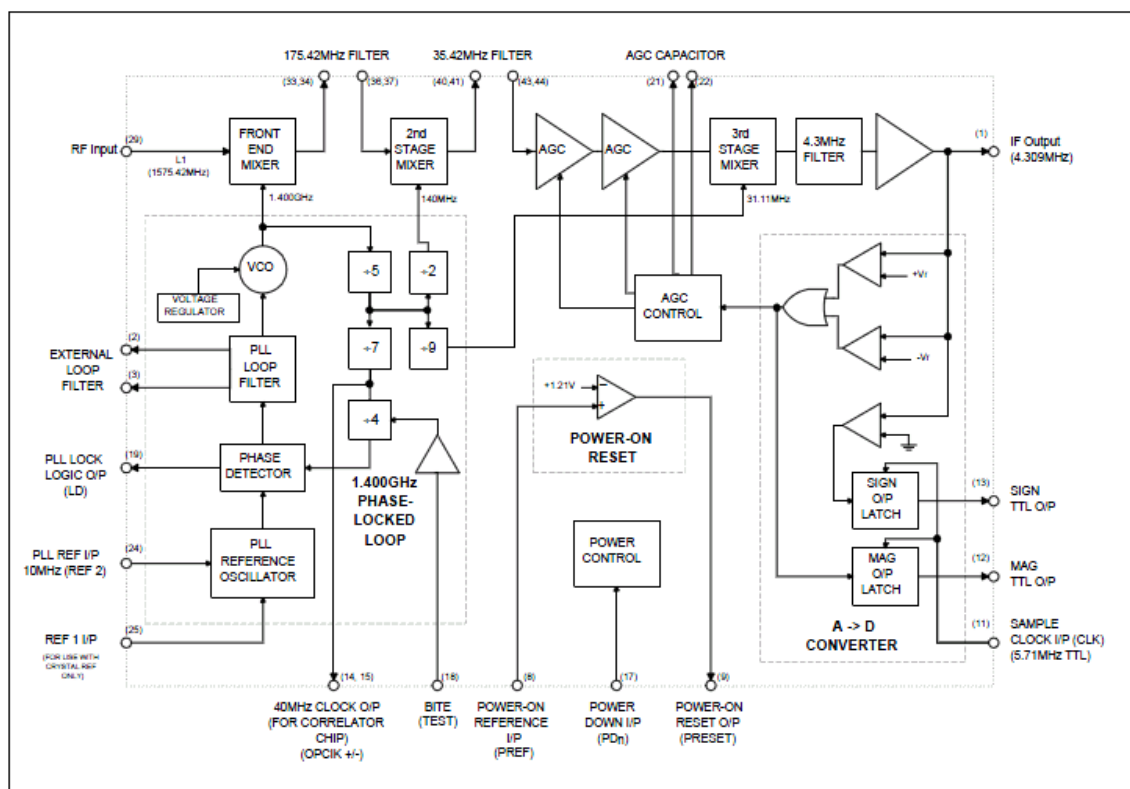 175.42MHz FILTER
35.42MHz FILTER
AGC CAPACITOR
(33,34)
(36,37)
(40,41)
(43,44)
(21)
(22)
RF Input
(29)
L1
(1575.42MHz)
FRONT
END
MIXER
2nd
STAGE
MIXER
AGC
AGC
3rd
STAGE
MIXER
4.3MHz
FILTER
(1)
IF Output
(4.309MHz)
1.400GHz
140MHz
31.11MHz
VCO
÷5
÷2
VOLTAGE
REGULATOR
AGC
CONTROL
+Vr
-Vr
(2)
EXTERNAL
LOOP
FILTER
(3)
PLL
LOOP
FILTER
÷7
÷9
÷4
+1.21V
−
+
POWER-ON
RESET
(19)
PLL LOCK
LOGIC O/P
(LD)
PHASE
DETECTOR
1.400GHz
PHASE-
LOCKED
LOOP
SIGN
O/P
LATCH
(13)
SIGN
TTL O/P
(24)
PLL REF I/P
10MHz (REF 2)
PLL
REFERENCE
OSCILLATOR
POWER
CONTROL
MAG
O/P
LATCH
(12)
MAG
TTL O/P
(25)
REF 1 I/P
(FOR USE WITH
CRYSTAL REF
ONLY)
A -> D
CONVERTER
(11)
SAMPLE
CLOCK I/P (CLK)
(5.71MHz TTL)
(14, 15)
(18)
(8)
(17)
(9)
40MHz CLOCK O/P
(FOR CORRELATOR
CHIP)
(OPCIK +/-)
BITE
(TEST)
POWER-ON
REFERENCE
I/P
(PREF)
POWER
DOWN I/P
(PDn)
POWER-ON
RESET O/P
(PRESET)